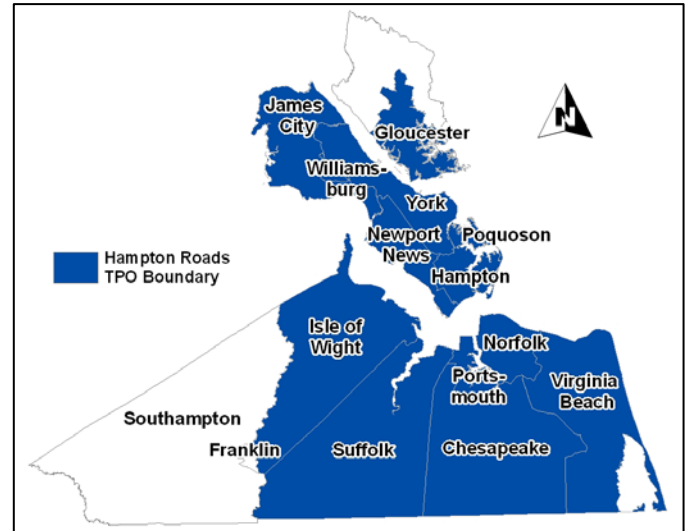 James
City
Gloucester
N
Williams-
burg
York
Newport
News
Poquoson
Hampton
Hampton Roads
TPO Boundary
Isle of
Wight
Norfolk
Ports-
mouth
Virginia
Beach
Southampton
Franklin
Suffolk
Chesapeake